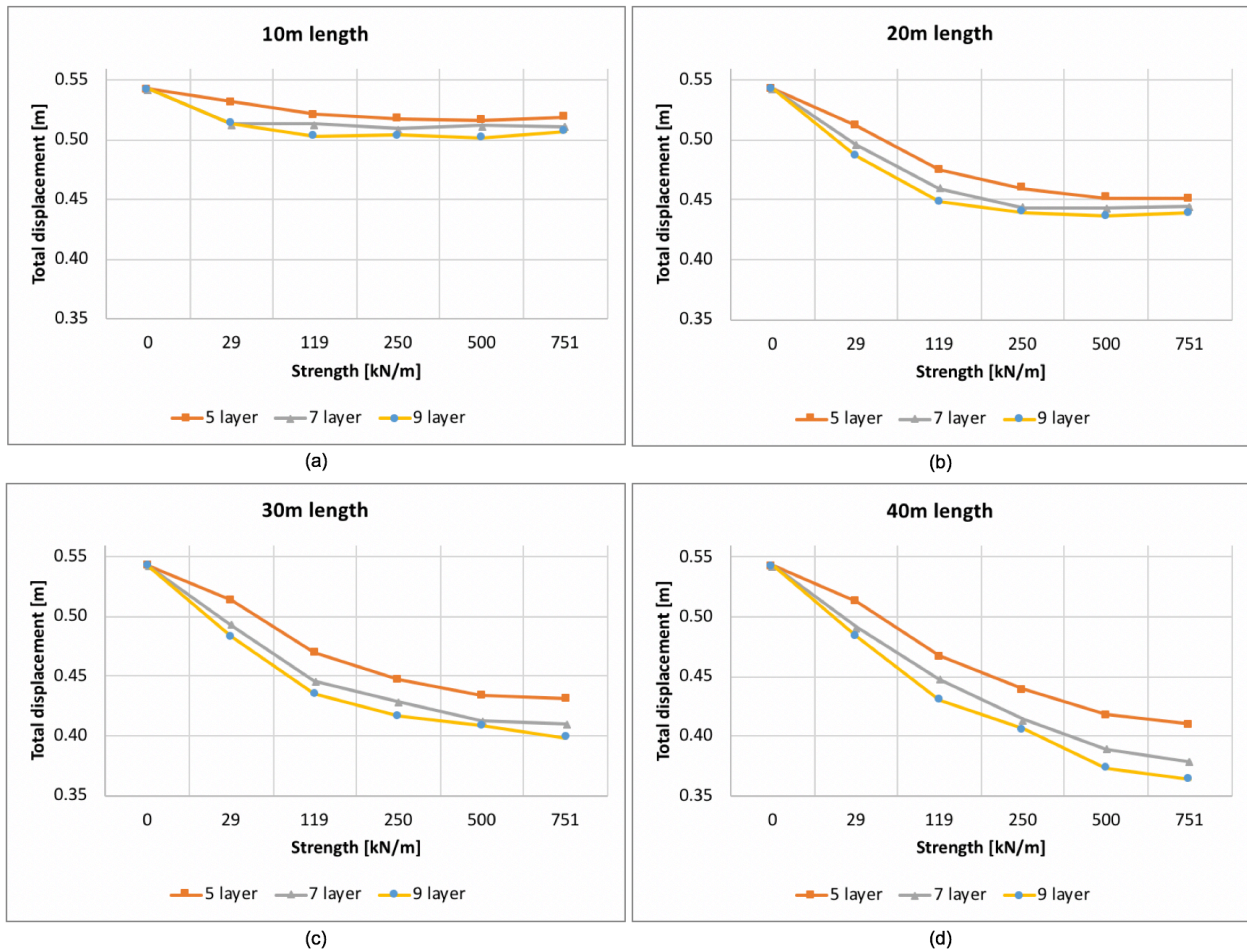 10m length
0.55
0.50
0.45
0.40
0.35
Total displacement [m]
0 29 119 250 500 751
Strength [kN/m]
5 layer 7 layer 9 layer
(a)
20m length
0.55
0.50
0.45
0.40
0.35
Total displacement [m]
0 29 119 250 500 751
Strength [kN/m]
5 layer 7 layer 9 layer
(b)
30m length
0.55
0.50
0.45
0.40
0.35
Total displacement [m]
0 29 119 250 500 751
Strength [kN/m]
5 layer 7 layer 9 layer
(c)
40m length
0.55
0.50
0.45
0.40
0.35
Total displacement [m]
0 29 119 250 500 751
Strength [kN/m]
5 layer 7 layer 9 layer
(d)